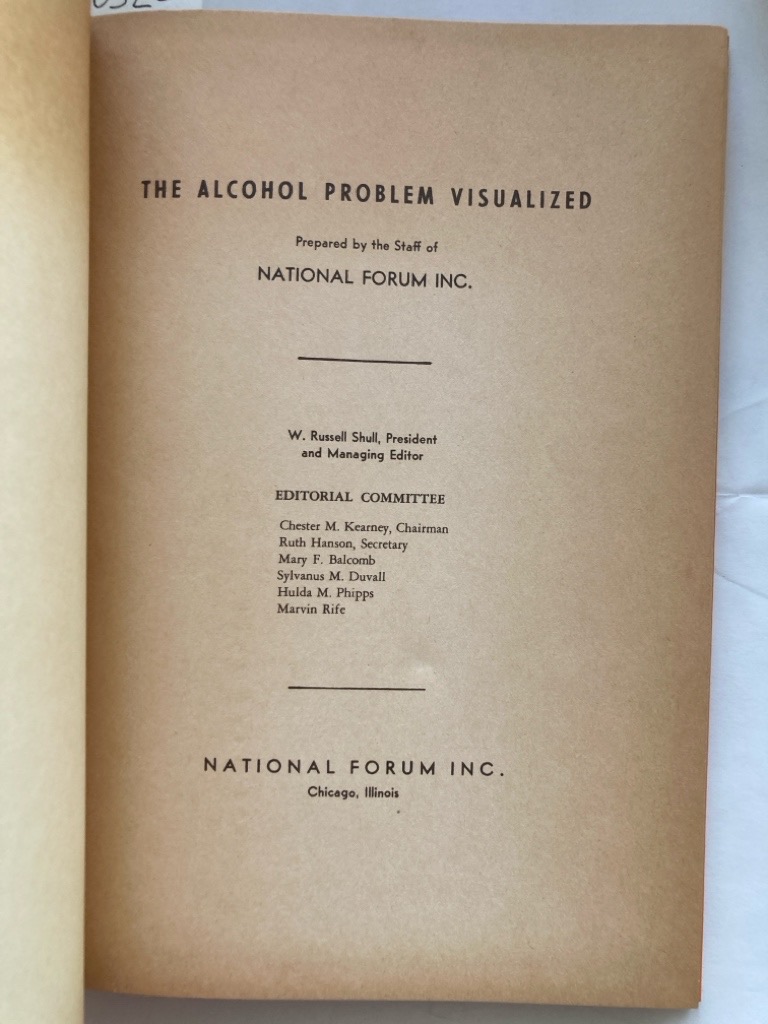 THE ALCOHOL PROBLEM VISUALIZED
Prepared by the Staff of
NATIONAL FORUM INC.
W. Russell Shull, President
and Managing Editor
EDITORIAL COMMITTEE
Chester M. Kearney, Chairman
Ruth Hanson, Secretary
Mary F. Balcomb
Sylvanus M. Duvall
Hulda M. Phipps
Marvin Rife
NATIONAL FORUM INC.
Chicago, Illinois